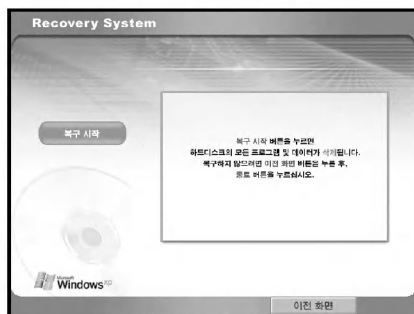 Recovery System
복구 시작
복구 시작 버튼을 누르면
하드디스크의 모든 프로그램 및 데이터가 삭제됩니다.
복구하지 않으려면 이전 화면 버튼을 누른 후,
종료 버튼을 누르십시오.
Microsoft
Windows xp
이전 화면